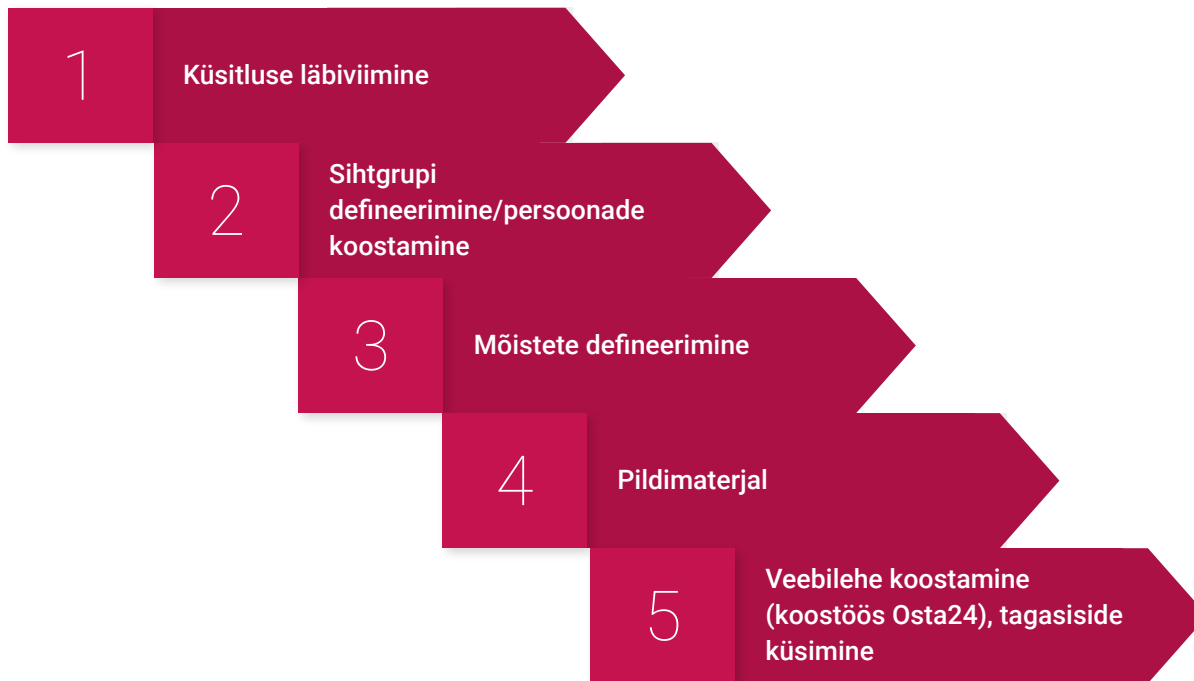 1
Küsitluse läbiviimine
2
Sihtgrupi
defineerimine/persoonade
koostamine
3
Mõistete defineerimine
4
Pildimaterjal
5
Veebilehe koostamine
(koostöös Osta24), tagasiside
küsimine